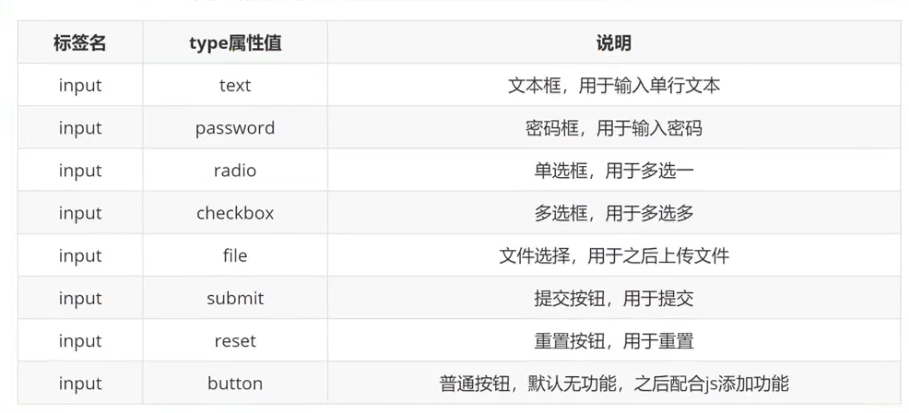 标签名 type属性值 说明
input text 文本框，用于输入单行文本
input password 密码框，用于输入密码
input radio 单选框，用于多选一
input checkbox 多选框，用于多选多
input file 文件选择，用于之后上传文件
input submit 提交按钮，用于提交
input reset 重置按钮，用于重置
input button 普通按钮，默认无功能，之后配合js添加功能